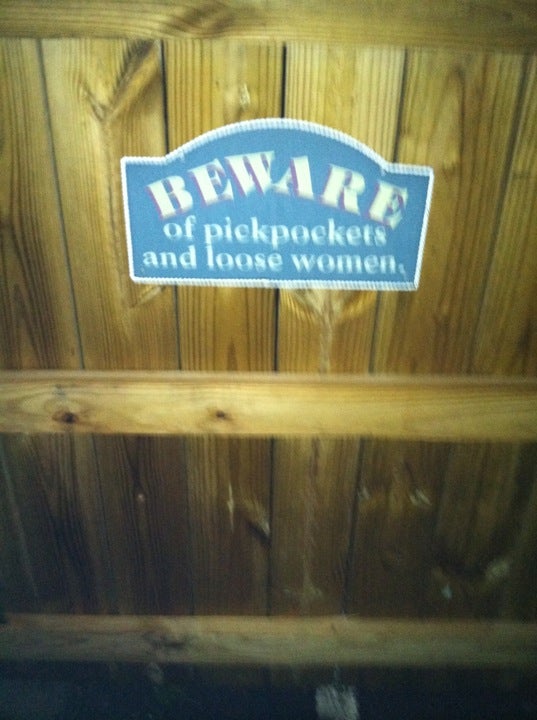 BEWARE
of pickpockets
and loose women.